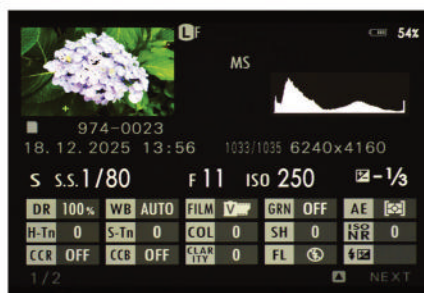 L F 54%
MS
974-0023
18. 12. 2025 13:56 1033/1035 6240x4160
S S.S. 1/80 F 11 ISO 250 -1/3
DR 100% WB AUTO FILM V GRN OFF AE
H-Tn 0 S-Tn 0 COL 0 SH 0 ISO NR 0
CCR OFF CCB OFF CLARITY 0 FL
1/2 NEXT